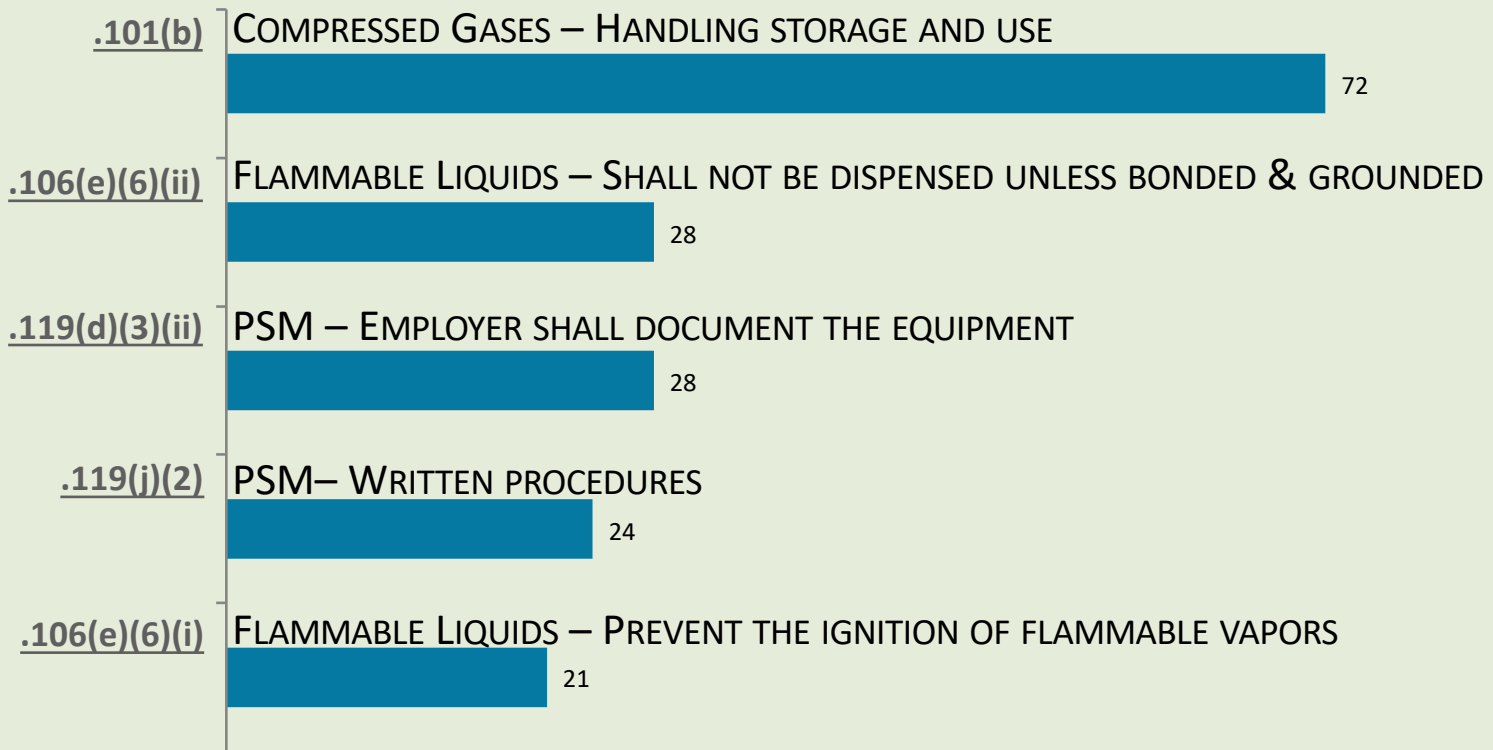 .101(b) COMPRESSED GASES – HANDLING STORAGE AND USE
72
.106(e)(6)(ii) FLAMMABLE LIQUIDS – SHALL NOT BE DISPENSED UNLESS BONDED & GROUNDED
28
.119(d)(3)(ii) PSM – EMPLOYER SHALL DOCUMENT THE EQUIPMENT
28
.119(j)(2) PSM– WRITTEN PROCEDURES
24
.106(e)(6)(i) FLAMMABLE LIQUIDS – PREVENT THE IGNITION OF FLAMMABLE VAPORS
21